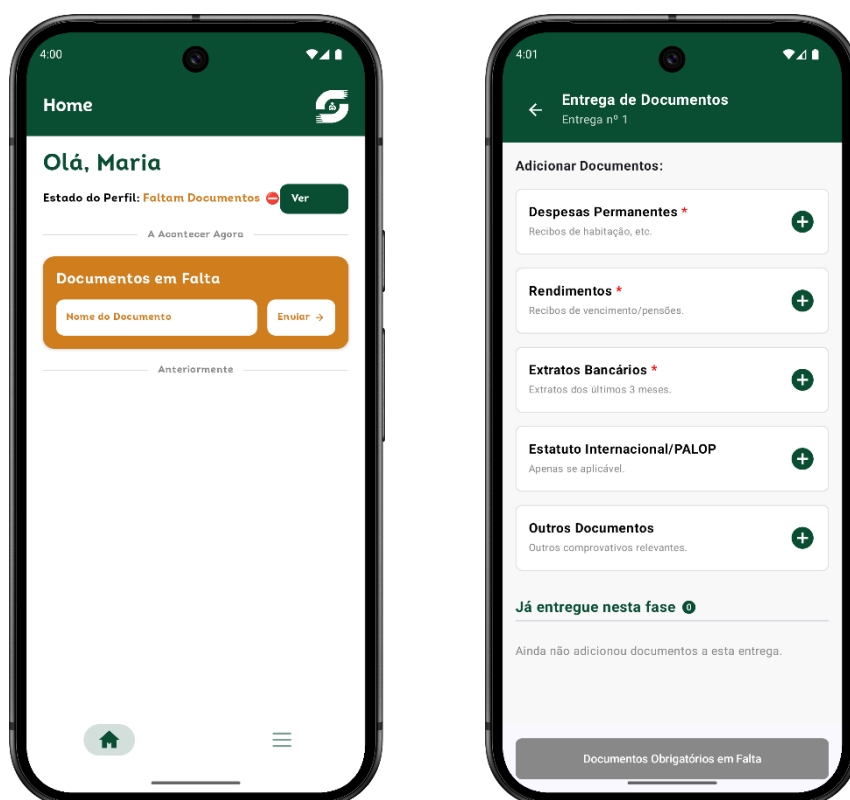 4:00
Home
Olá, Maria
Estado do Perfil: Faltam Documentos
Ver
A Acontecer Agora
Documentos em Falta
Nome do Documento
Enviar →
Anteriormente
4:01
Entrega de Documentos
Entrega nº 1
Adicionar Documentos:
Despesas Permanentes *
Recibos de habitação, etc.
Rendimentos *
Recibos de vencimento/pensões.
Extratos Bancários *
Extratos dos últimos 3 meses.
Estatuto Internacional/PALOP
Apenas se aplicável.
Outros Documentos
Outros comprovativos relevantes.
Já entregue nesta fase 0
Ainda não adicionou documentos a esta entrega.
Documentos Obrigatórios em Falta